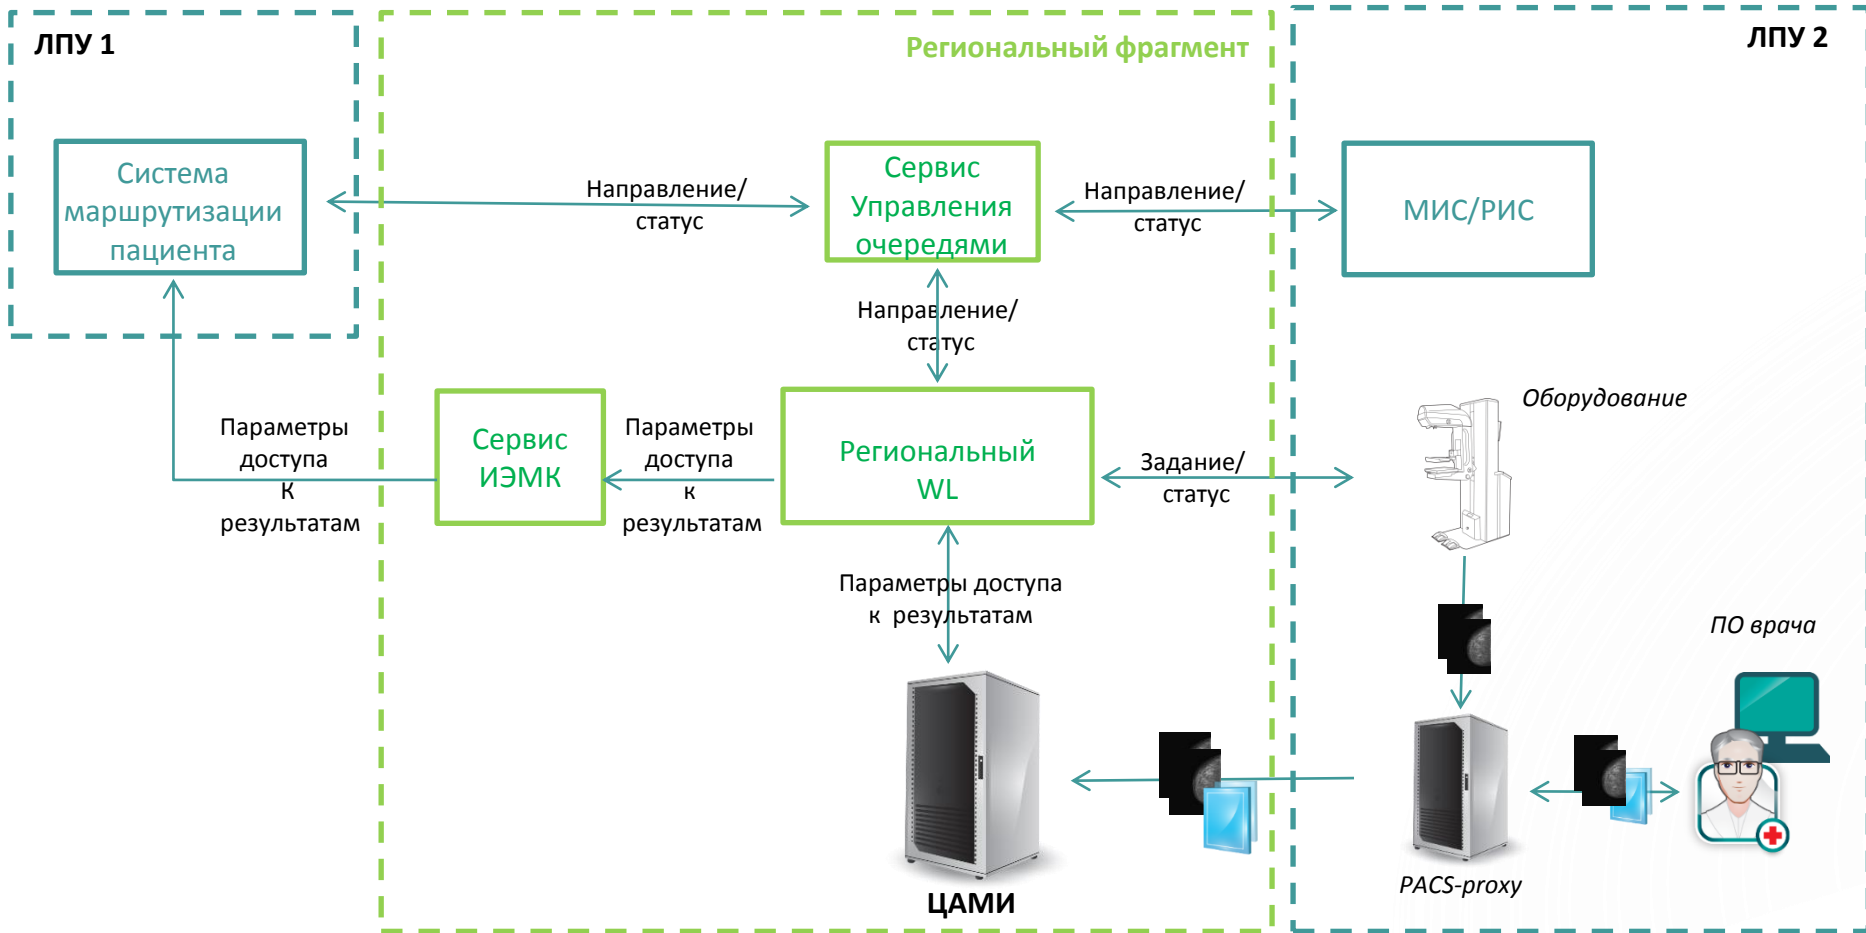 ЛПУ 1
Региональный фрагмент
ЛПУ 2
Система
маршрутизации
пациента
Направление/
статус
Сервис
Управления
очередями
Направление/
статус
МИС/РИС
Направление/
статус
Параметры
доступа
К
результатам
Сервис
ИЭМК
Параметры
доступа
к
результатам
Региональный
WL
Задание/
статус
Оборудование
Параметры доступа
к результатам
ПО врача
ЦАМИ
PACS-proxy